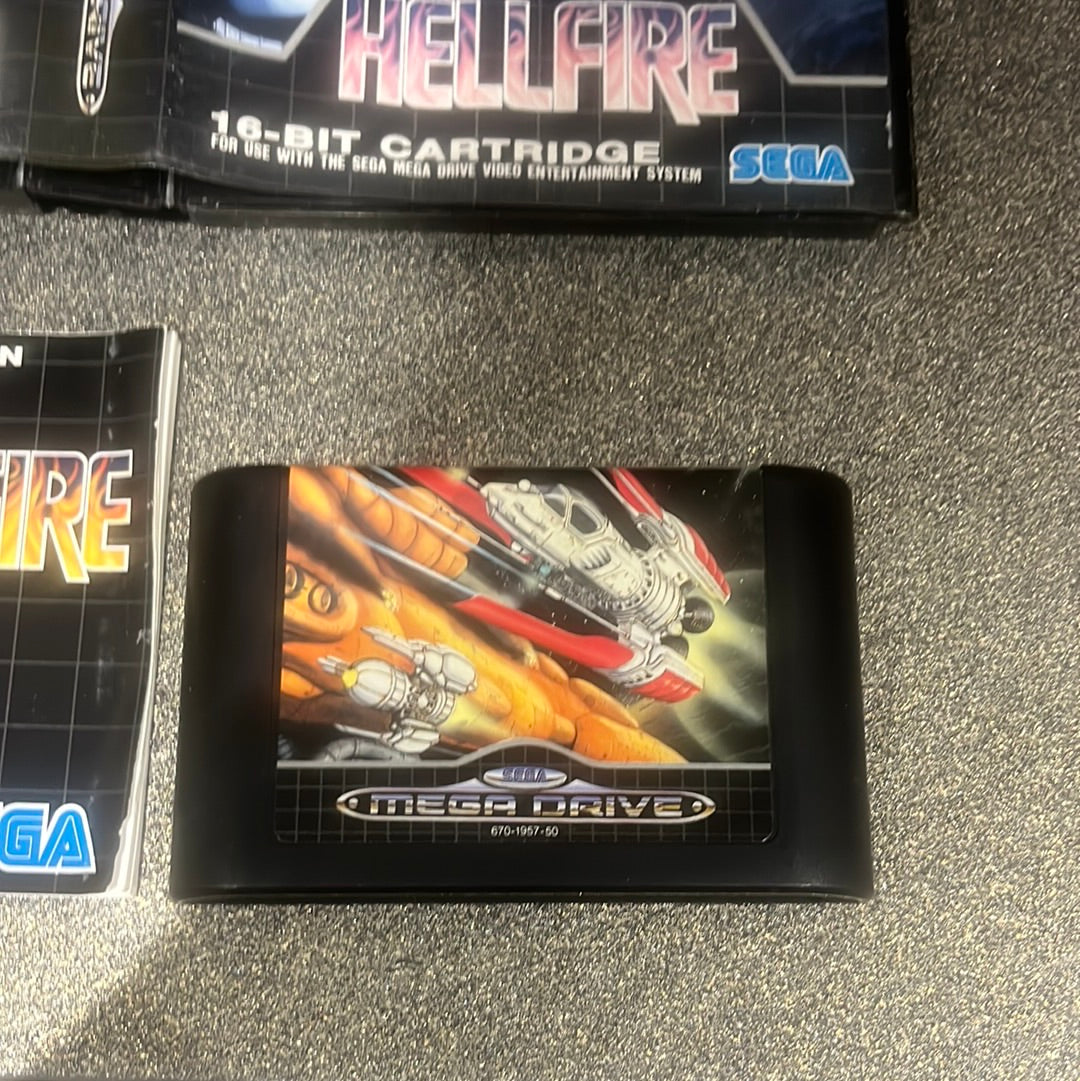 HELLFIRE
16-BIT CARTRIDGE
FOR USE WITH THE SEGA MEGA DRIVE VIDEO ENTERTAINMENT SYSTEM
SEGA
N
FIRE
GA
SEGA
MEGA DRIVE
670-1957-50